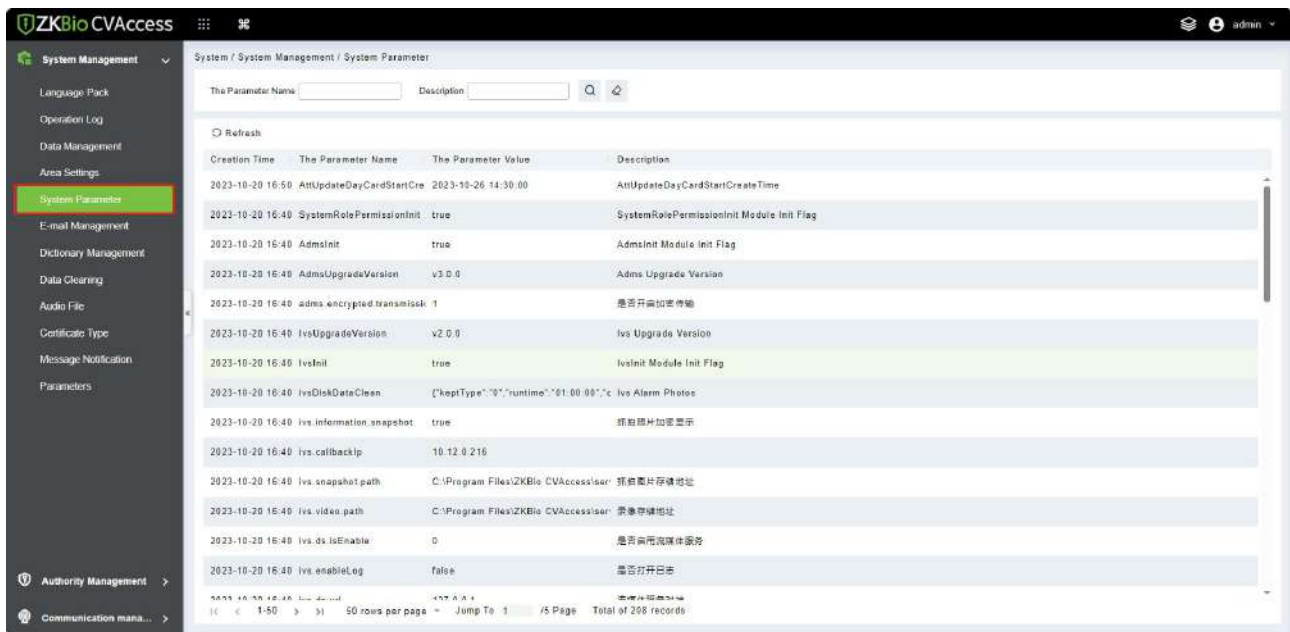 ZKBio CVAccess
admin
System Management
Language Pack
Operation Log
Data Management
Area Settings
System Parameter
E-mail Management
Dictionary Management
Data Cleaning
Audio File
Certificate Type
Message Notification
Parameters
Authority Management
Communication mana...
System / System Management / System Parameter
The Parameter Name Description
Refresh
Creation Time The Parameter Name The Parameter Value Description
2023-10-20 16:50 AttUpdateDayCardStartCre 2023-10-26 14:30:00 AttUpdateDayCardStartCreateTime
2023-10-20 16:40 SystemRolePermissionInit true SystemRolePermissionInit Module Init Flag
2023-10-20 16:40 AdmsInit true AdmsInit Module Init Flag
2023-10-20 16:40 AdmsUpgradeVersion v3.0.0 Adms Upgrade Version
2023-10-20 16:40 adms.encrypted.transmissi 1 是否开启加密传输
2023-10-20 16:40 IvsUpgradeVersion v2.0.0 Ivs Upgrade Version
2023-10-20 16:40 IvsInit true IvsInit Module Init Flag
2023-10-20 16:40 IvsDiskDataClean {"keptType":"0","runtime":"01:00:00","c Ivs Alarm Photos
2023-10-20 16:40 ivs.information.snapshot true 抓拍照片加密显示
2023-10-20 16:40 ivs.callbackIp 10.12.0.216
2023-10-20 16:40 ivs.snapshot.path C:\Program Files\ZKBio CVAccess\ser 抓拍图片存储地址
2023-10-20 16:40 ivs.video.path C:\Program Files\ZKBio CVAccess\ser 录像存储地址
2023-10-20 16:40 ivs.ds.isEnable 0 是否启用流媒体服务
2023-10-20 16:40 ivs.enableLog false 是否打开日志
1-50 50 rows per page Jump To 1 /5 Page Total of 208 records